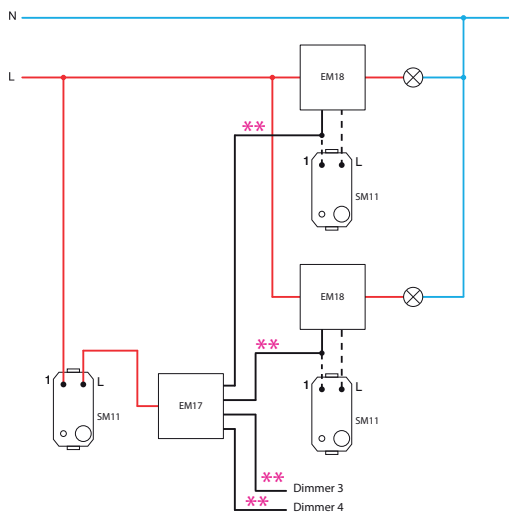 N
L
EM18
**
1
L
SM11
EM18
**
1
L
SM11
1
L
SM11
EM17
**
Dimmer 3
**
Dimmer 4